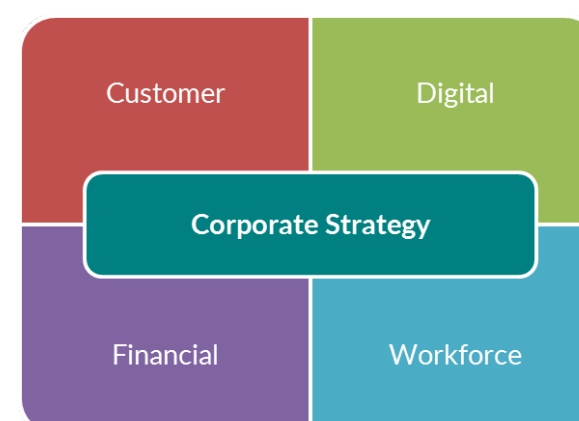 Customer
Digital
Corporate Strategy
Financial
Workforce